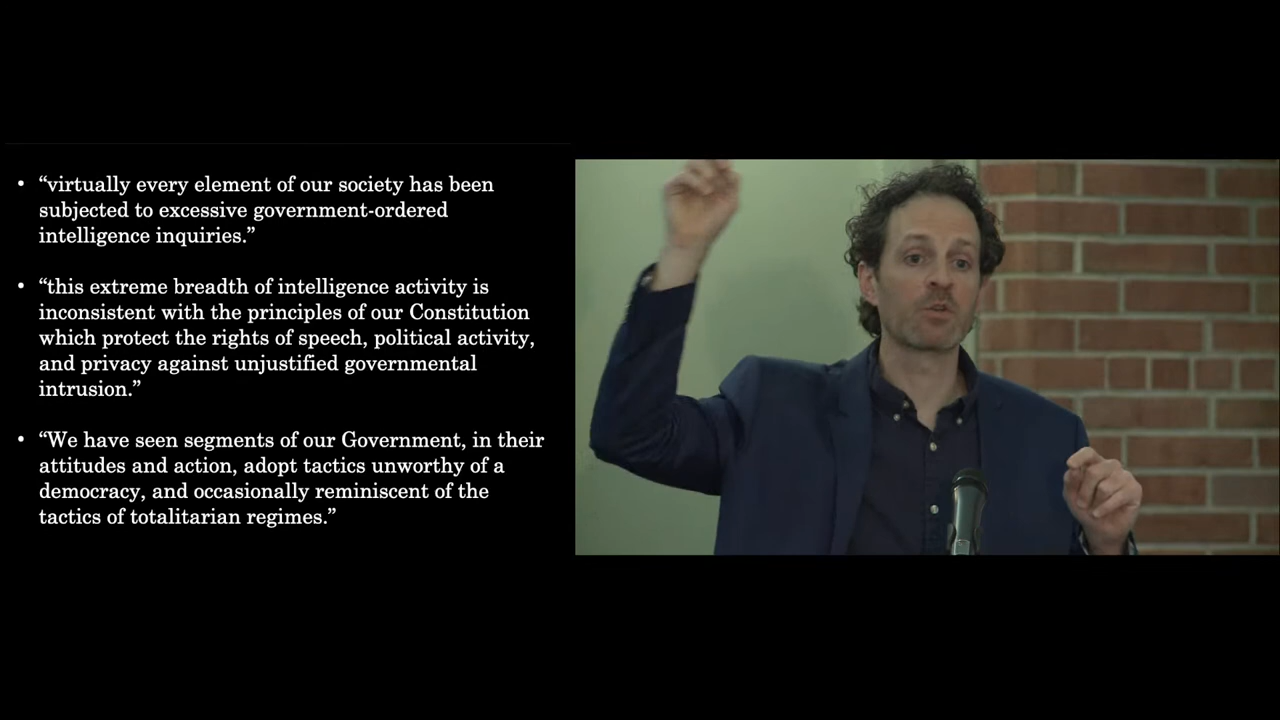 • “virtually every element of our society has been
subjected to excessive government-ordered
intelligence inquiries.”
• “this extreme breadth of intelligence activity is
inconsistent with the principles of our Constitution
which protect the rights of speech, political activity,
and privacy against unjustified governmental
intrusion.”
• “We have seen segments of our Government, in their
attitudes and action, adopt tactics unworthy of a
democracy, and occasionally reminiscent of the
tactics of totalitarian regimes.”